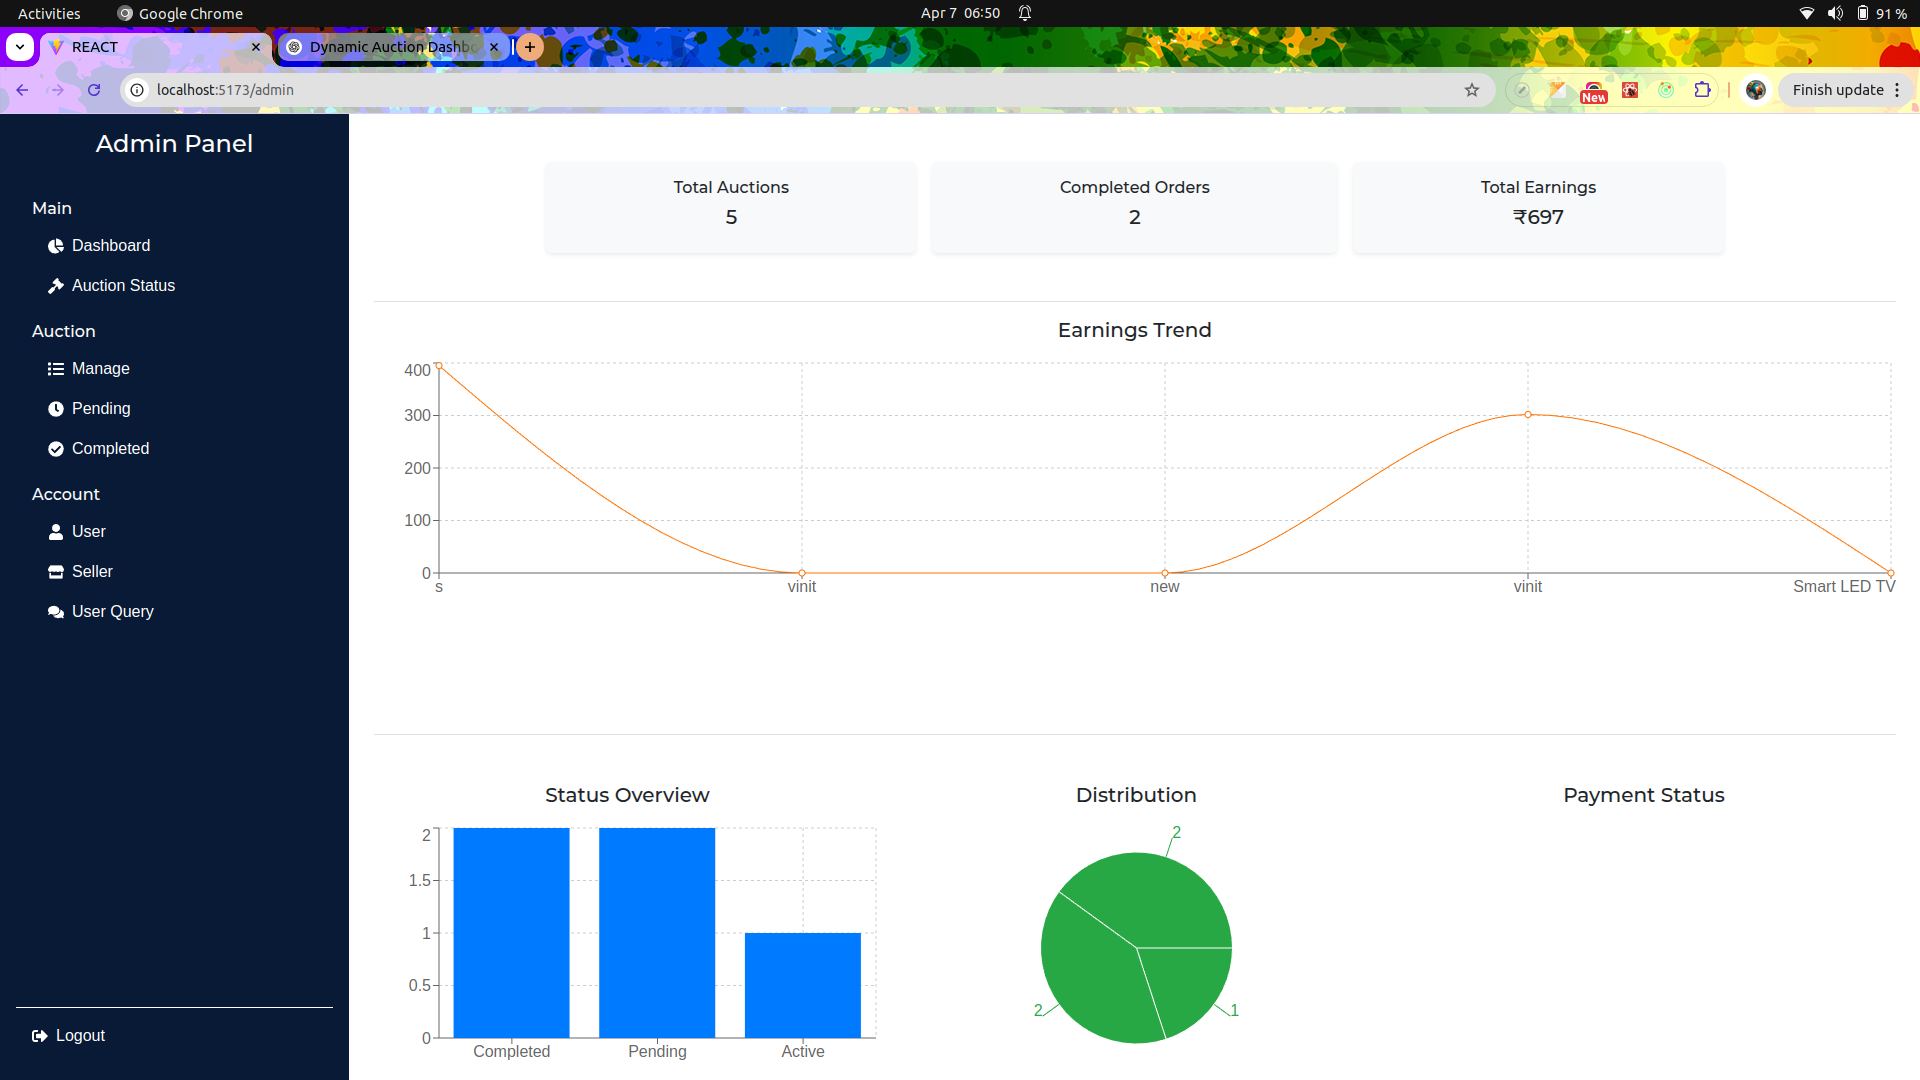 Activities
Google Chrome
Apr 7 06:50
91 %
REACT
Dynamic Auction Dashbo
localhost:5173/admin
New
Finish update
Admin Panel
Main
Dashboard
Auction Status
Auction
Manage
Pending
Completed
Account
User
Seller
User Query
Logout
Total Auctions
5
Completed Orders
2
Total Earnings
₹697
Earnings Trend
400
300
200
100
0
s
vinit
new
vinit
Smart LED TV
Status Overview
2
1.5
1
0.5
0
Completed
Pending
Active
Distribution
2
2
1
Payment Status